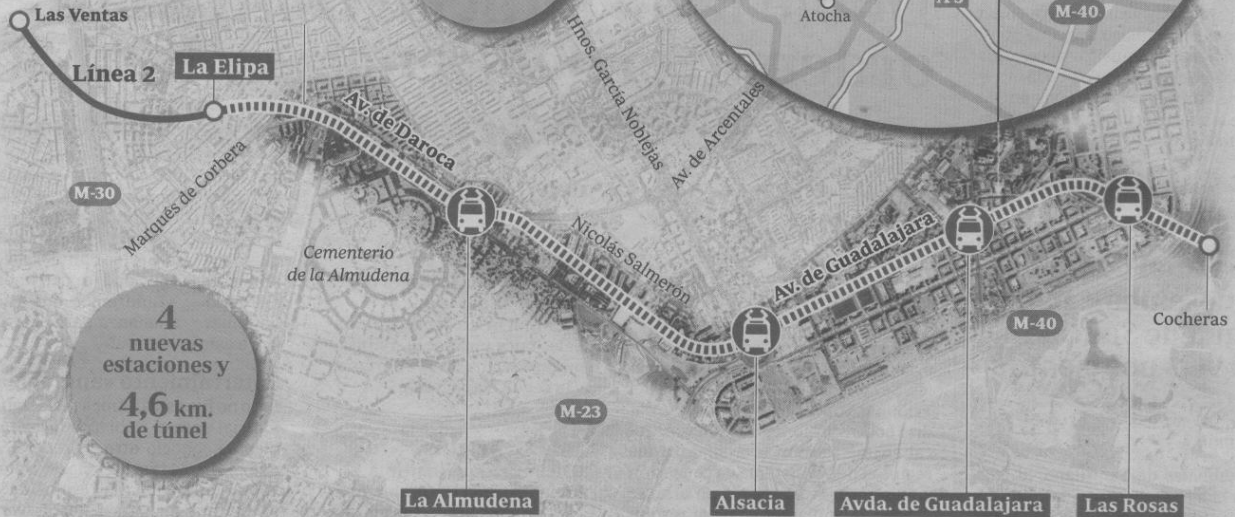 Las Ventas
Línea 2
La Elipa
Atocha
M-40
Hnos. García Noblejas
Av. de Arcentales
Av. de Daroca
M-30
Marqués de Corbera
Cementerio
de la Almudena
Nicolás Salmerón
Av. de Guadalajara
M-40
Cocheras
4
nuevas
estaciones y
4,6 km.
de túnel
M-23
La Almudena
Alsacia
Avda. de Guadalajara
Las Rosas